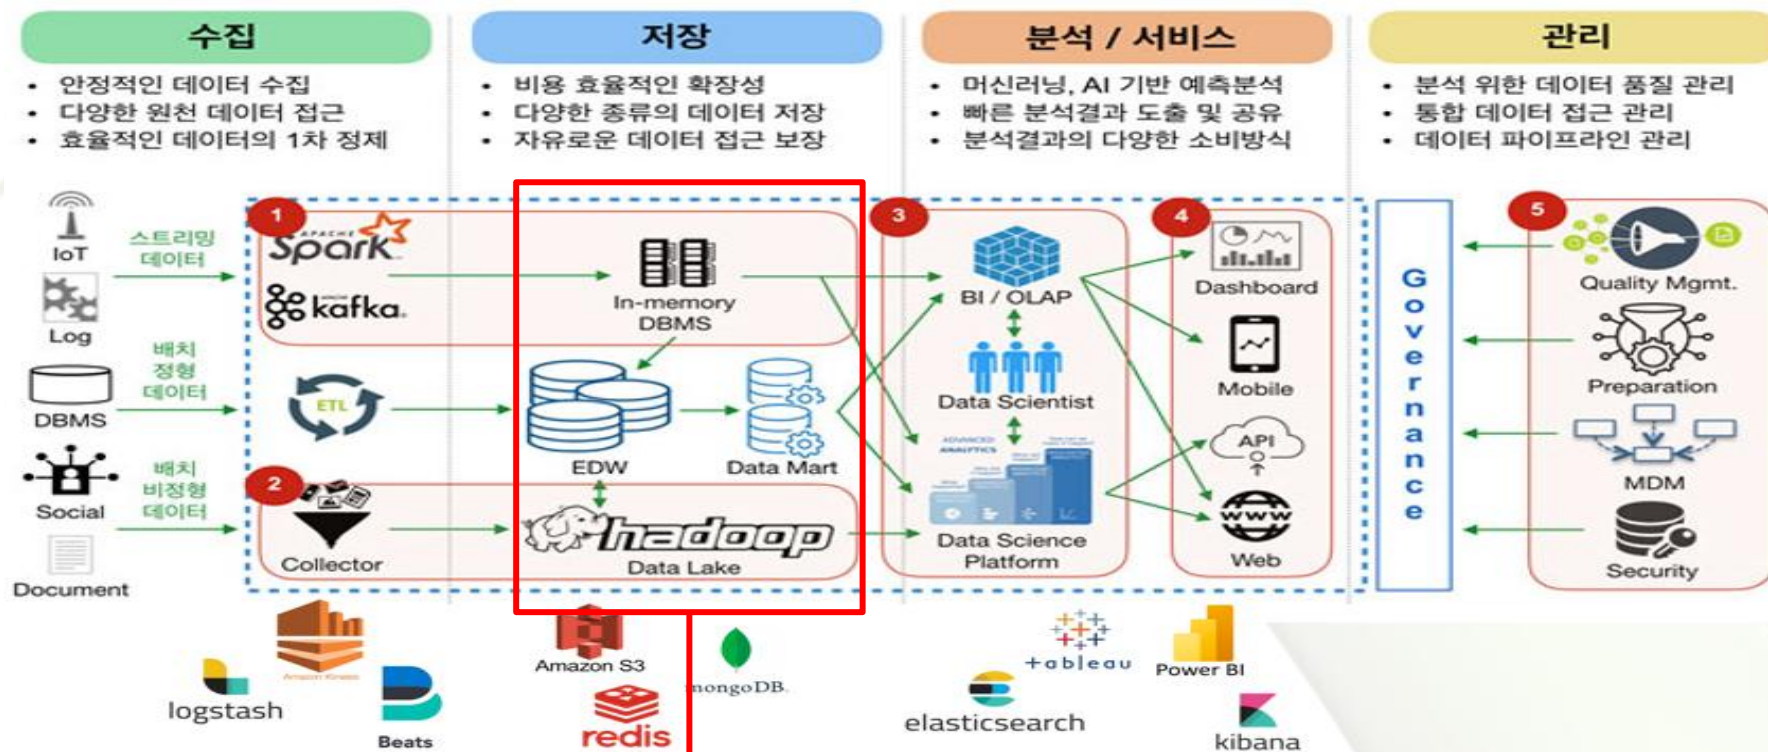 수집
• 안정적인 데이터 수집
• 다양한 원천 데이터 접근
• 효율적인 데이터의 1차 정제
저장
• 비용 효율적인 확장성
• 다양한 종류의 데이터 저장
• 자유로운 데이터 접근 보장
분석 / 서비스
• 머신러닝, AI 기반 예측분석
• 빠른 분석결과 도출 및 공유
• 분석결과의 다양한 소비방식
관리
• 분석 위한 데이터 품질 관리
• 통합 데이터 접근 관리
• 데이터 파이프라인 관리
IoT
Log
DBMS
Social
Document
스트리밍
데이터
배치
정형
데이터
배치
비정형
데이터
1
APACHE
Spark
kafka
In-memory
DBMS
ETL
EDW
Data Mart
2
Collector
hadoop
Data Lake
3
BI / OLAP
Data Scientist
ADVANCED
ANALYTICS
Data Science
Platform
4
Dashboard
Mobile
API
www
Web
Governance
5
Quality Mgmt.
Preparation
MDM
Security
Amazon Kinesis
logstash
Beats
Amazon S3
redis
mongoDB.
tableau
Power BI
elasticsearch
kibana